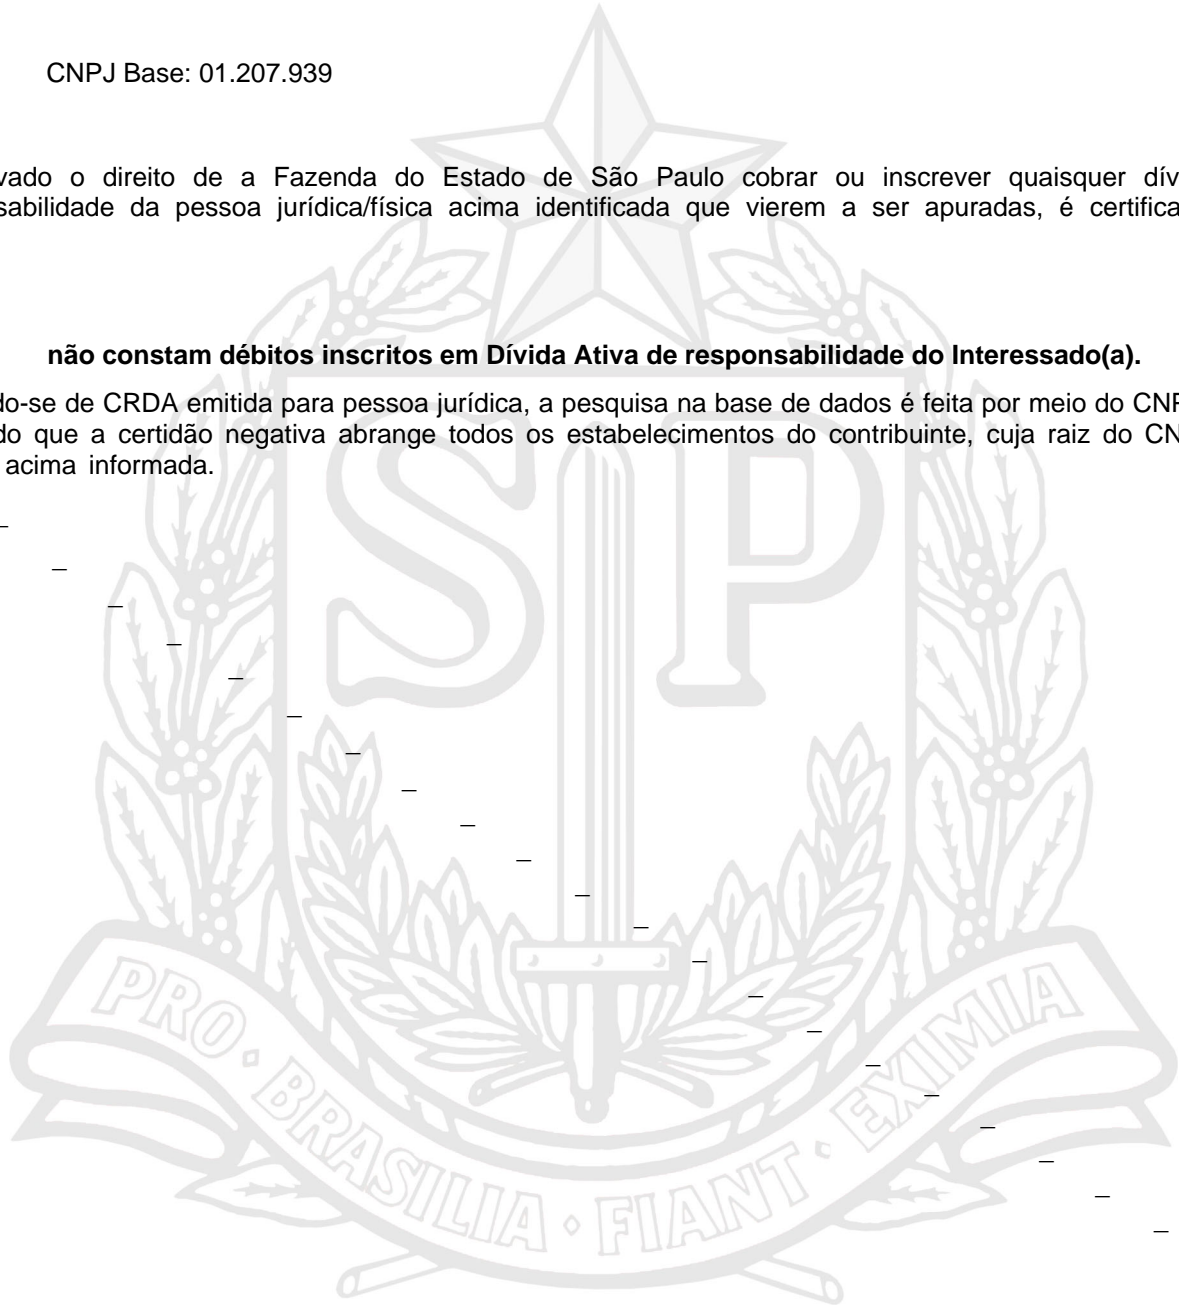 CNPJ Base: 01.207.939
vado o direito de a Fazenda do Estado de São Paulo cobrar ou inscrever quaisquer dív
sabilidade da pessoa jurídica/física acima identificada que vierem a ser apuradas, é certifica
não constam débitos inscritos em Dívida Ativa de responsabilidade do Interessado(a).
do-se de CRDA emitida para pessoa jurídica, a pesquisa na base de dados é feita por meio do CNP
do que a certidão negativa abrange todos os estabelecimentos do contribuinte, cuja raiz do CN
acima informada.
SP
PRO · BRASILIA · FIANT · EXIMIA